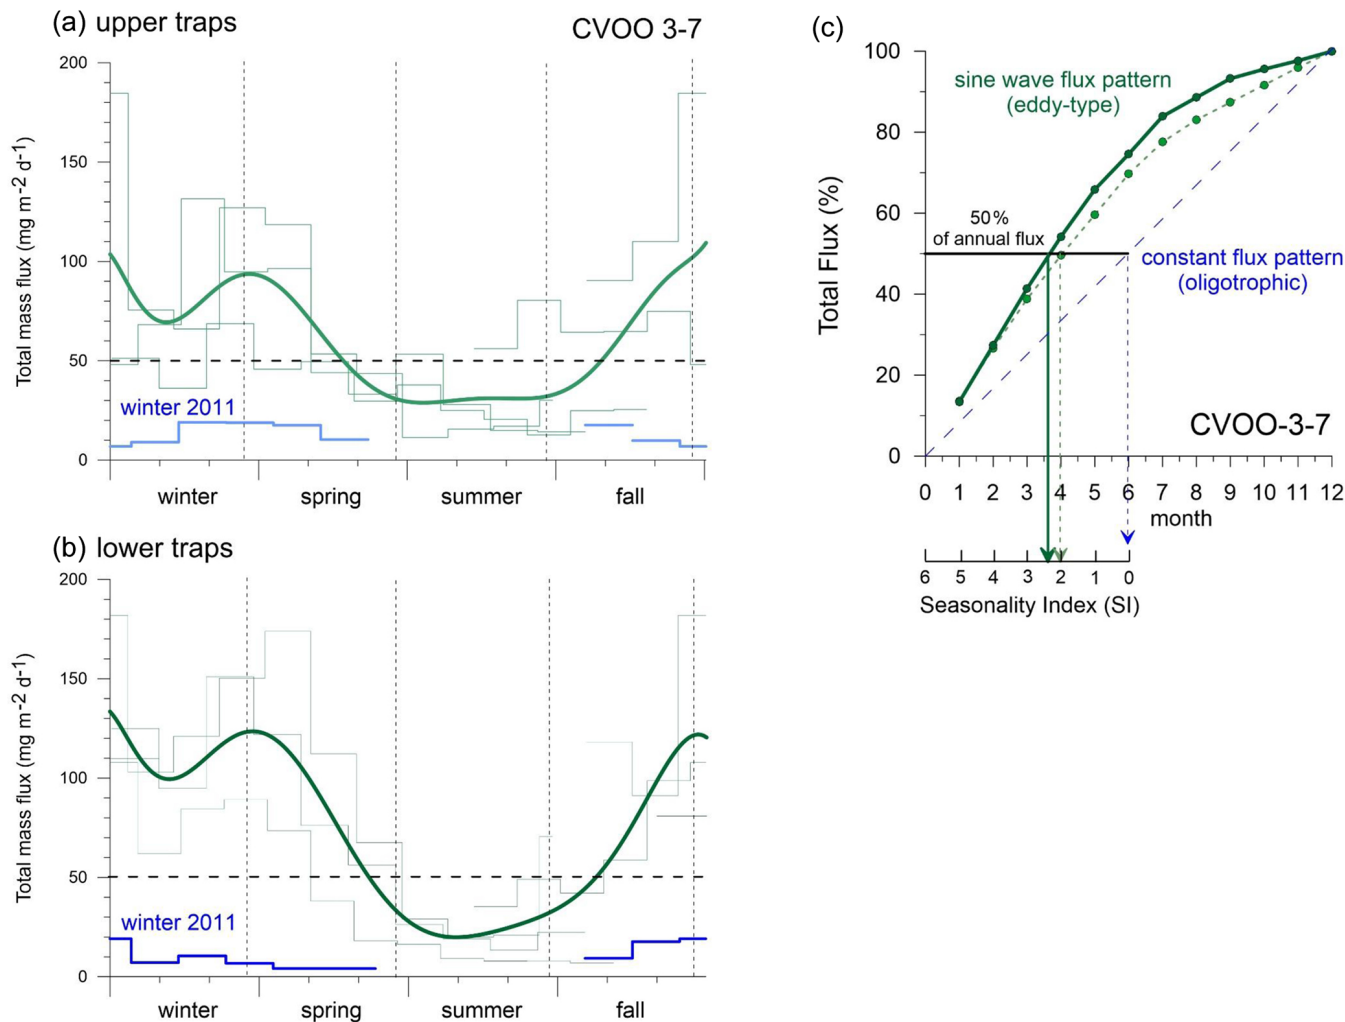 (a) upper traps
CVOO 3-7
Total mass flux (mg m-2 d-1)
200
150
100
50
0
winter 2011
winter
spring
summer
fall
(b) lower traps
Total mass flux (mg m-2 d-1)
200
150
100
50
0
winter 2011
winter
spring
summer
fall
(c)
Total Flux (%)
100
80
60
40
20
0
sine wave flux pattern
(eddy-type)
50%
of annual flux
constant flux pattern
(oligotrophic)
CVOO-3-7
0 1 2 3 4 5 6 7 8 9 10 11 12
month
6 5 4 3 2 1 0
Seasonality Index (SI)